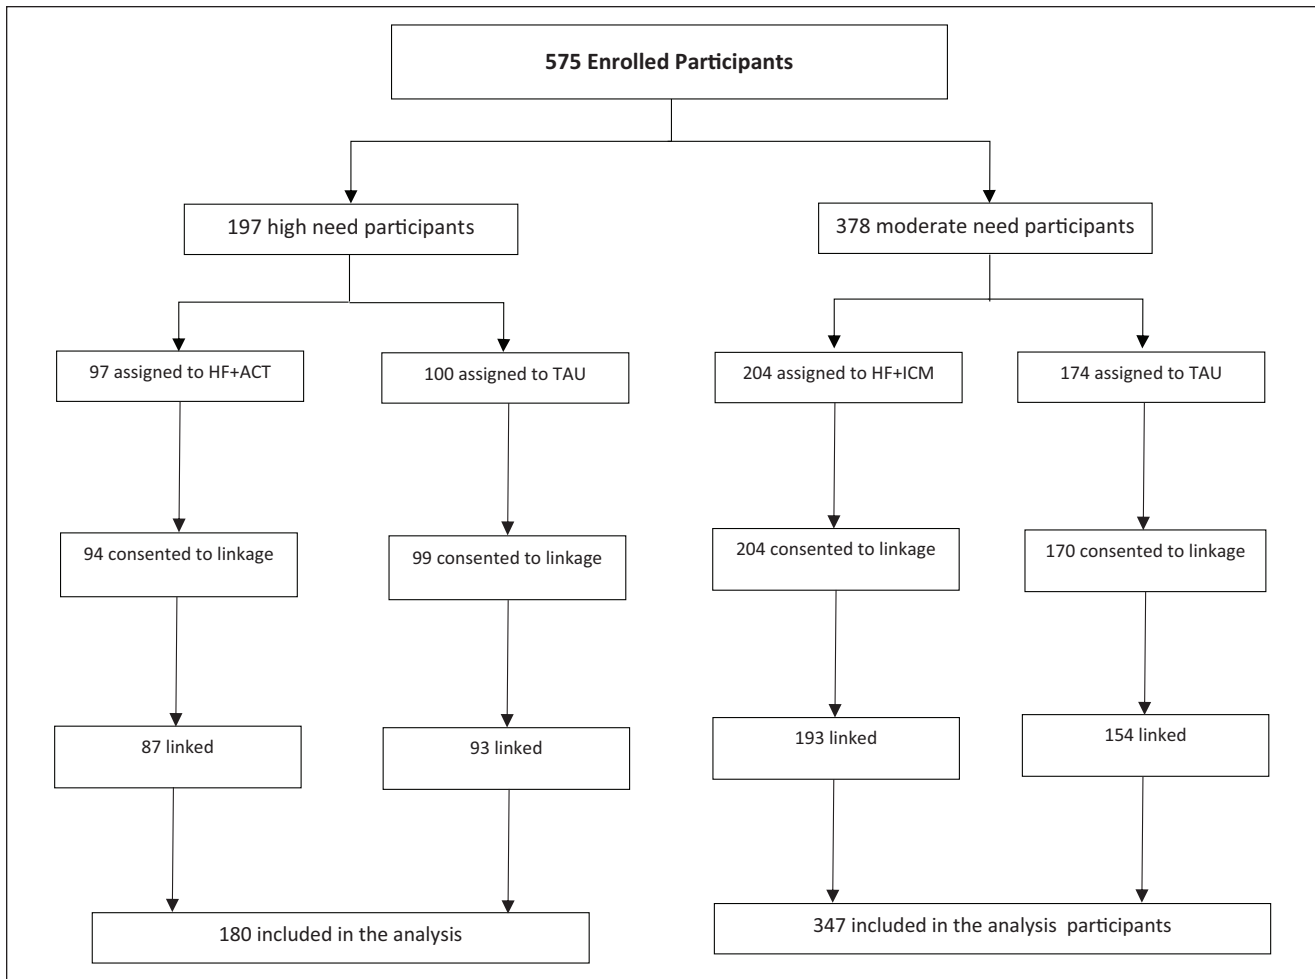 575 Enrolled Participants
197 high need participants
378 moderate need participants
97 assigned to HF+ACT
100 assigned to TAU
204 assigned to HF+ICM
174 assigned to TAU
94 consented to linkage
99 consented to linkage
204 consented to linkage
170 consented to linkage
87 linked
93 linked
193 linked
154 linked
180 included in the analysis
347 included in the analysis  participants